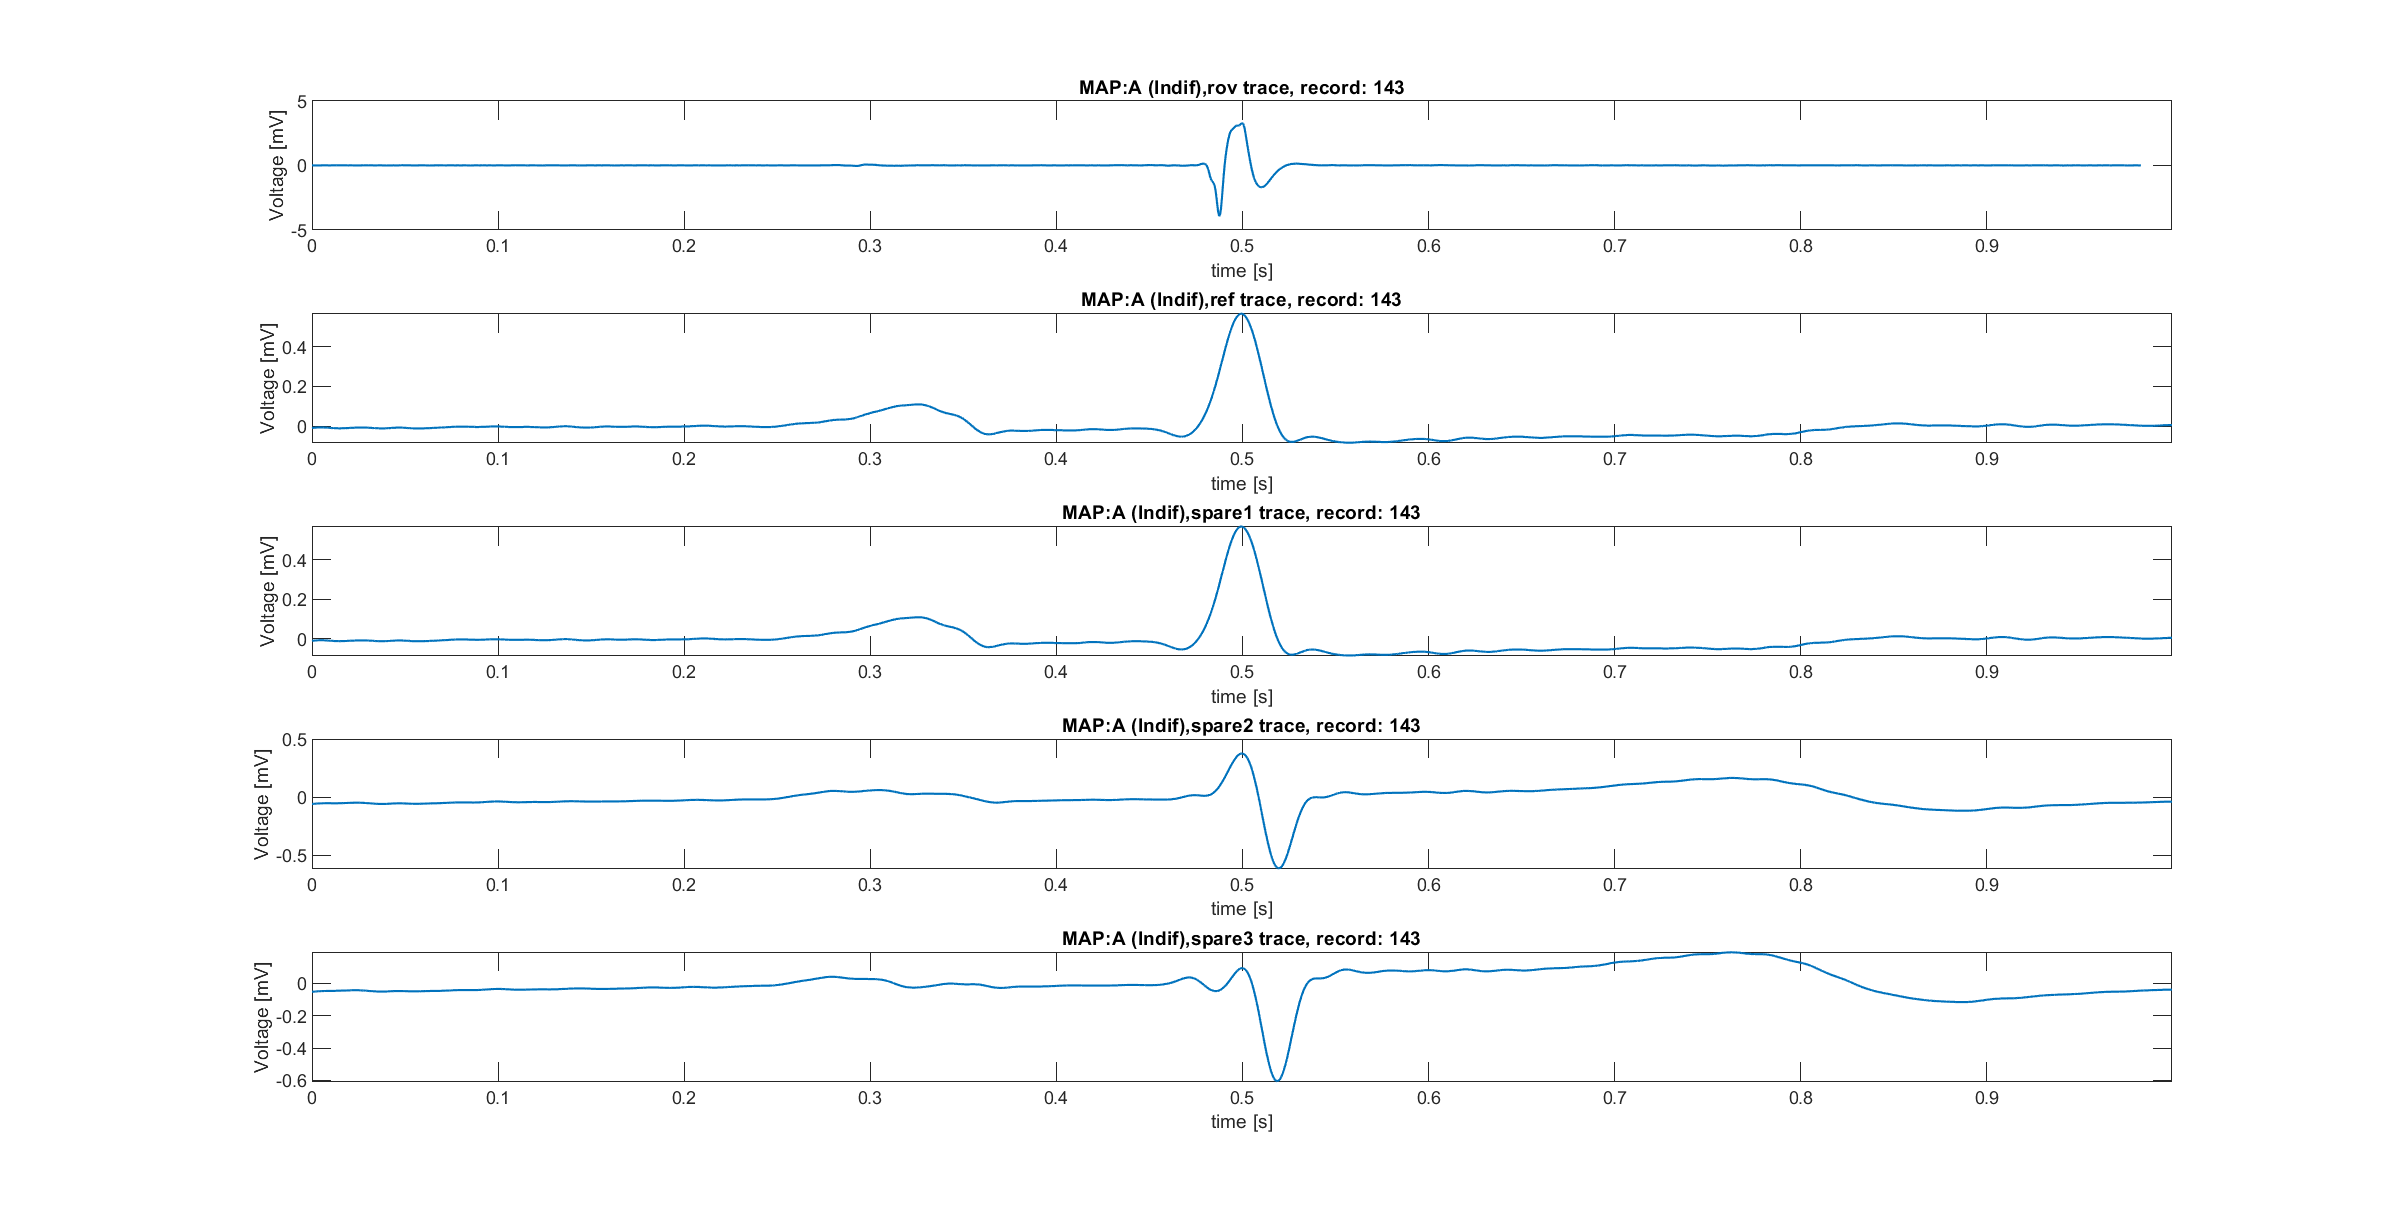 MAP:A (Indif),rov trace, record: 143
Voltage [mV]
5
0
-5
0 0.1 0.2 0.3 0.4 0.5 0.6 0.7 0.8 0.9
time [s]
MAP:A (Indif),ref trace, record: 143
Voltage [mV]
0.4
0.2
0
0 0.1 0.2 0.3 0.4 0.5 0.6 0.7 0.8 0.9
time [s]
MAP:A (Indif),spare1 trace, record: 143
Voltage [mV]
0.4
0.2
0
0 0.1 0.2 0.3 0.4 0.5 0.6 0.7 0.8 0.9
time [s]
MAP:A (Indif),spare2 trace, record: 143
Voltage [mV]
0.5
0
-0.5
0 0.1 0.2 0.3 0.4 0.5 0.6 0.7 0.8 0.9
time [s]
MAP:A (Indif),spare3 trace, record: 143
Voltage [mV]
0
-0.2
-0.4
-0.6
0 0.1 0.2 0.3 0.4 0.5 0.6 0.7 0.8 0.9
time [s]